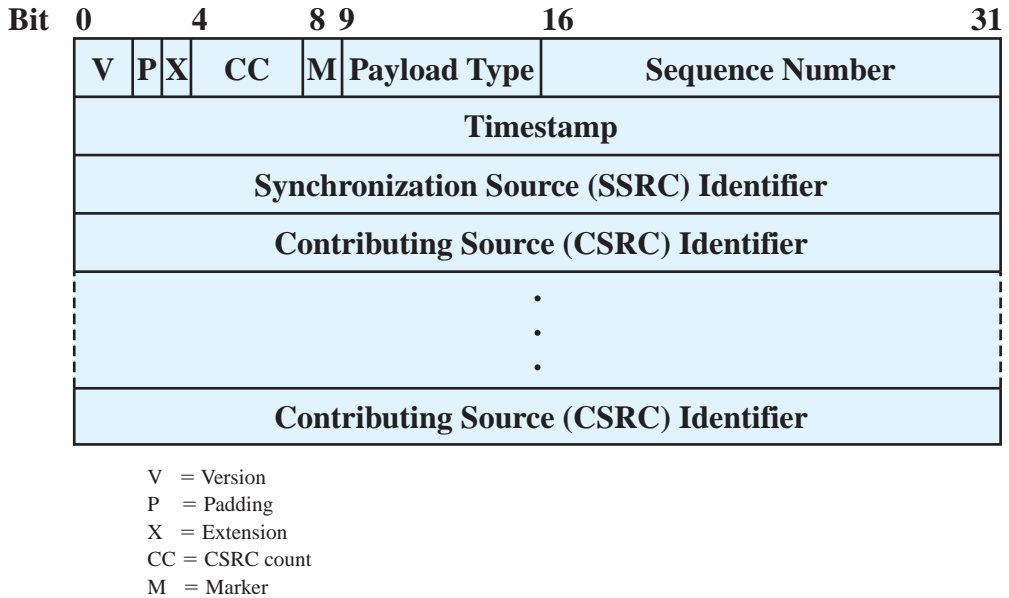 Bit 0 4 8 9 16 31
V P X CC M Payload Type Sequence Number
Timestamp
Synchronization Source (SSRC) Identifier
Contributing Source (CSRC) Identifier
.
.
.
Contributing Source (CSRC) Identifier
V = Version
P = Padding
X = Extension
CC = CSRC count
M = Marker